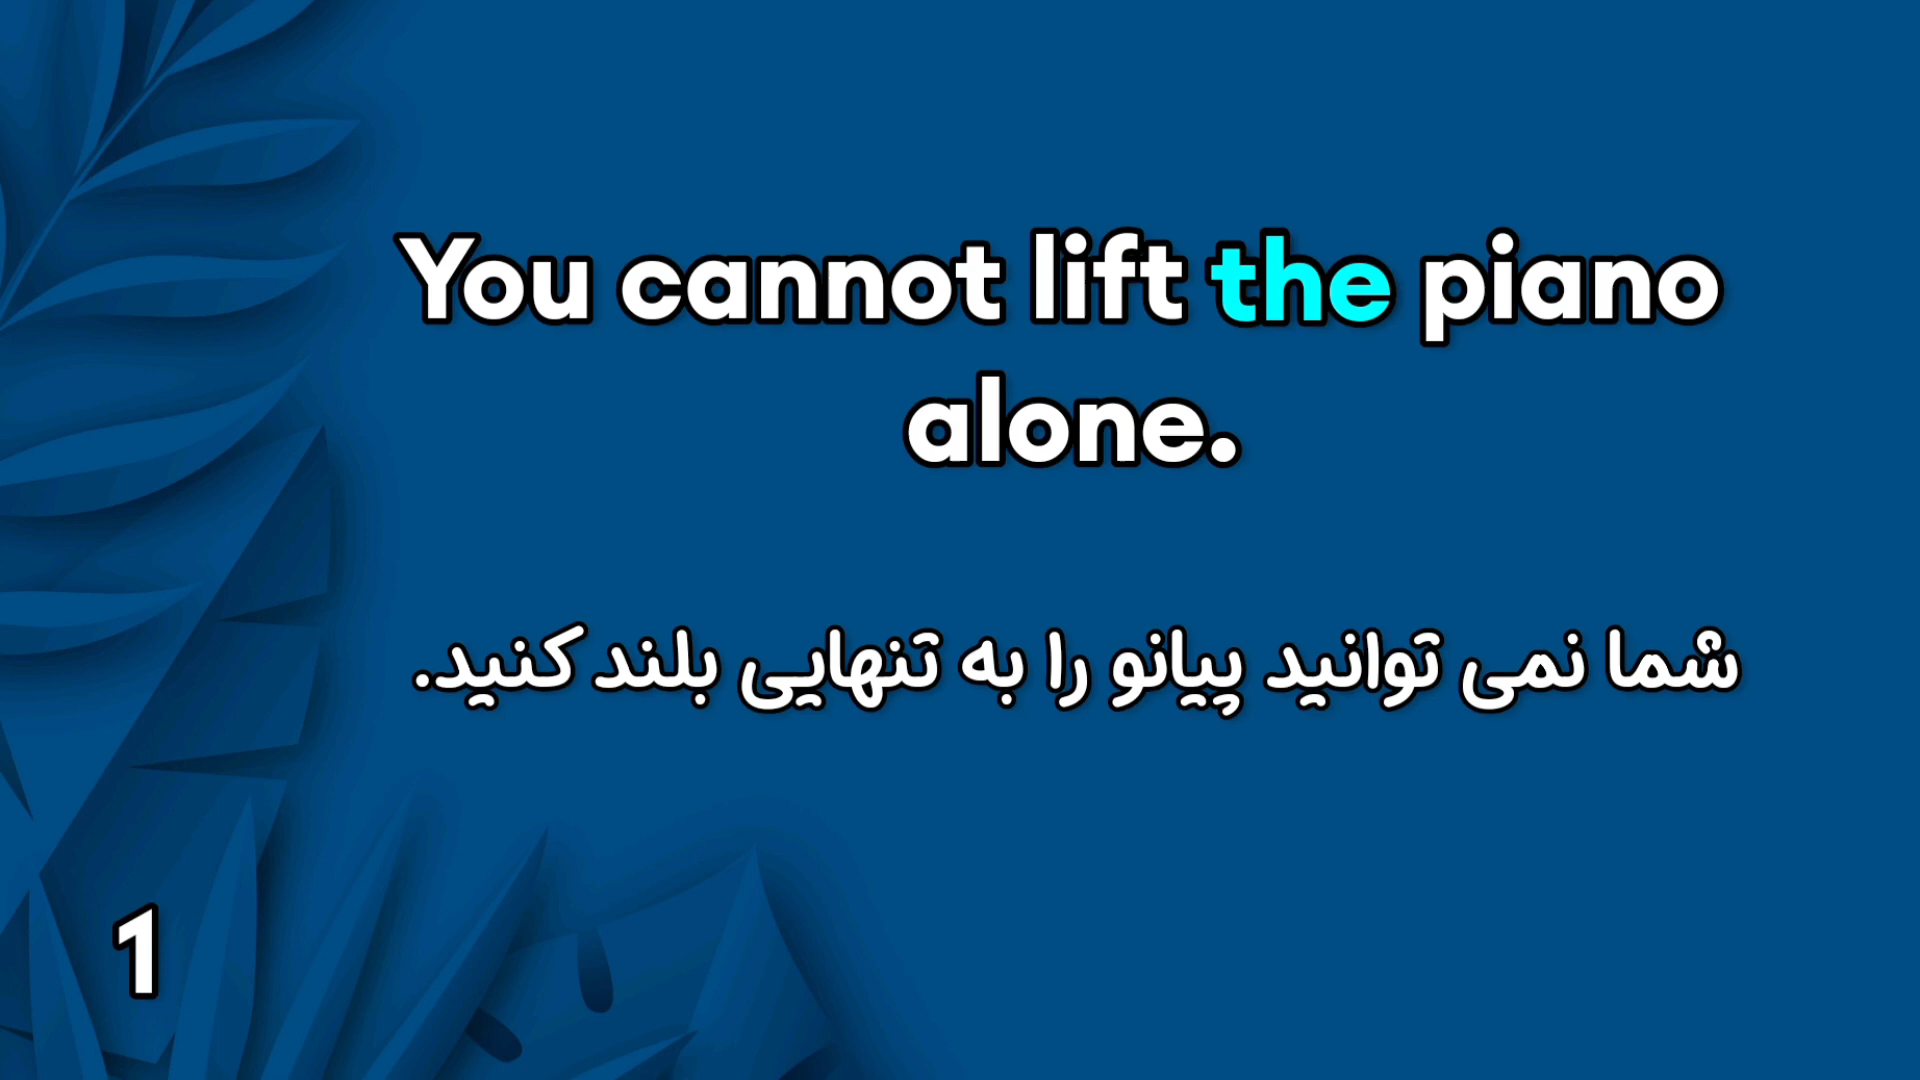 You cannot lift the piano
alone.
شما نمی توانید پیانو را به تنهایی بلند کنید.
1